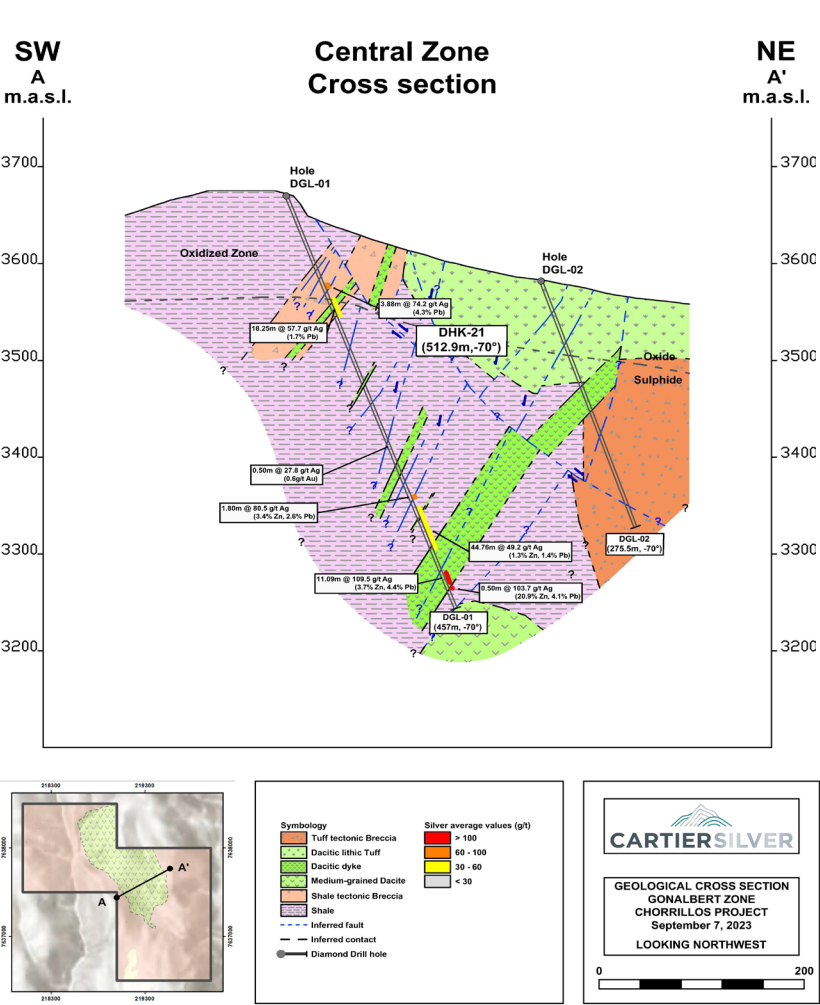 SW
A
m.a.s.l.
Central Zone
Cross section
NE
A'
m.a.s.l.
3700
3600
3500
3400
3300
3200
3700
3600
3500
3400
3300
3200
Hole
DGL-01
Oxidized Zone
Hole
DGL-02
3.88m @ 74.2 g/t Ag
(4.3% Pb)
18.25m @ 57.7 g/t Ag
(1.7% Pb)
DHK-21
(512.9m,-70°)
Oxide
Sulphide
0.50m @ 27.8 g/t Ag
(0.6g/t Au)
1.80m @ 80.5 g/t Ag
(3.4% Zn, 2.6% Pb)
44.76m @ 49.2 g/t Ag
(1.3% Zn, 1.4% Pb)
11.09m @ 109.5 g/t Ag
(3.7% Zn, 4.4% Pb)
0.50m @ 103.7 g/t Ag
(20.9% Zn, 4.1% Pb)
DGL-02
(275.5m, -70°)
DGL-01
(457m, -70°)
? ? ? ? ? ? ? ? ? ? ? ? ? ? ? ? ? ? ? ?
218300
219300
7638000
7637000
7638000
7637000
A
A'
218300
219300
Symbology
Tuff tectonic Breccia
Dacitic lithic Tuff
Dacitic dyke
Medium-grained Dacite
Shale tectonic Breccia
Shale
Inferred fault
Inferred contact
Diamond Drill hole
Silver average values (g/t)
> 100
60 - 100
30 - 60
< 30
CARTIERSILVER
GEOLOGICAL CROSS SECTION
GONALBERT ZONE
CHORRILLOS PROJECT
September 7, 2023
LOOKING NORTHWEST
0
200